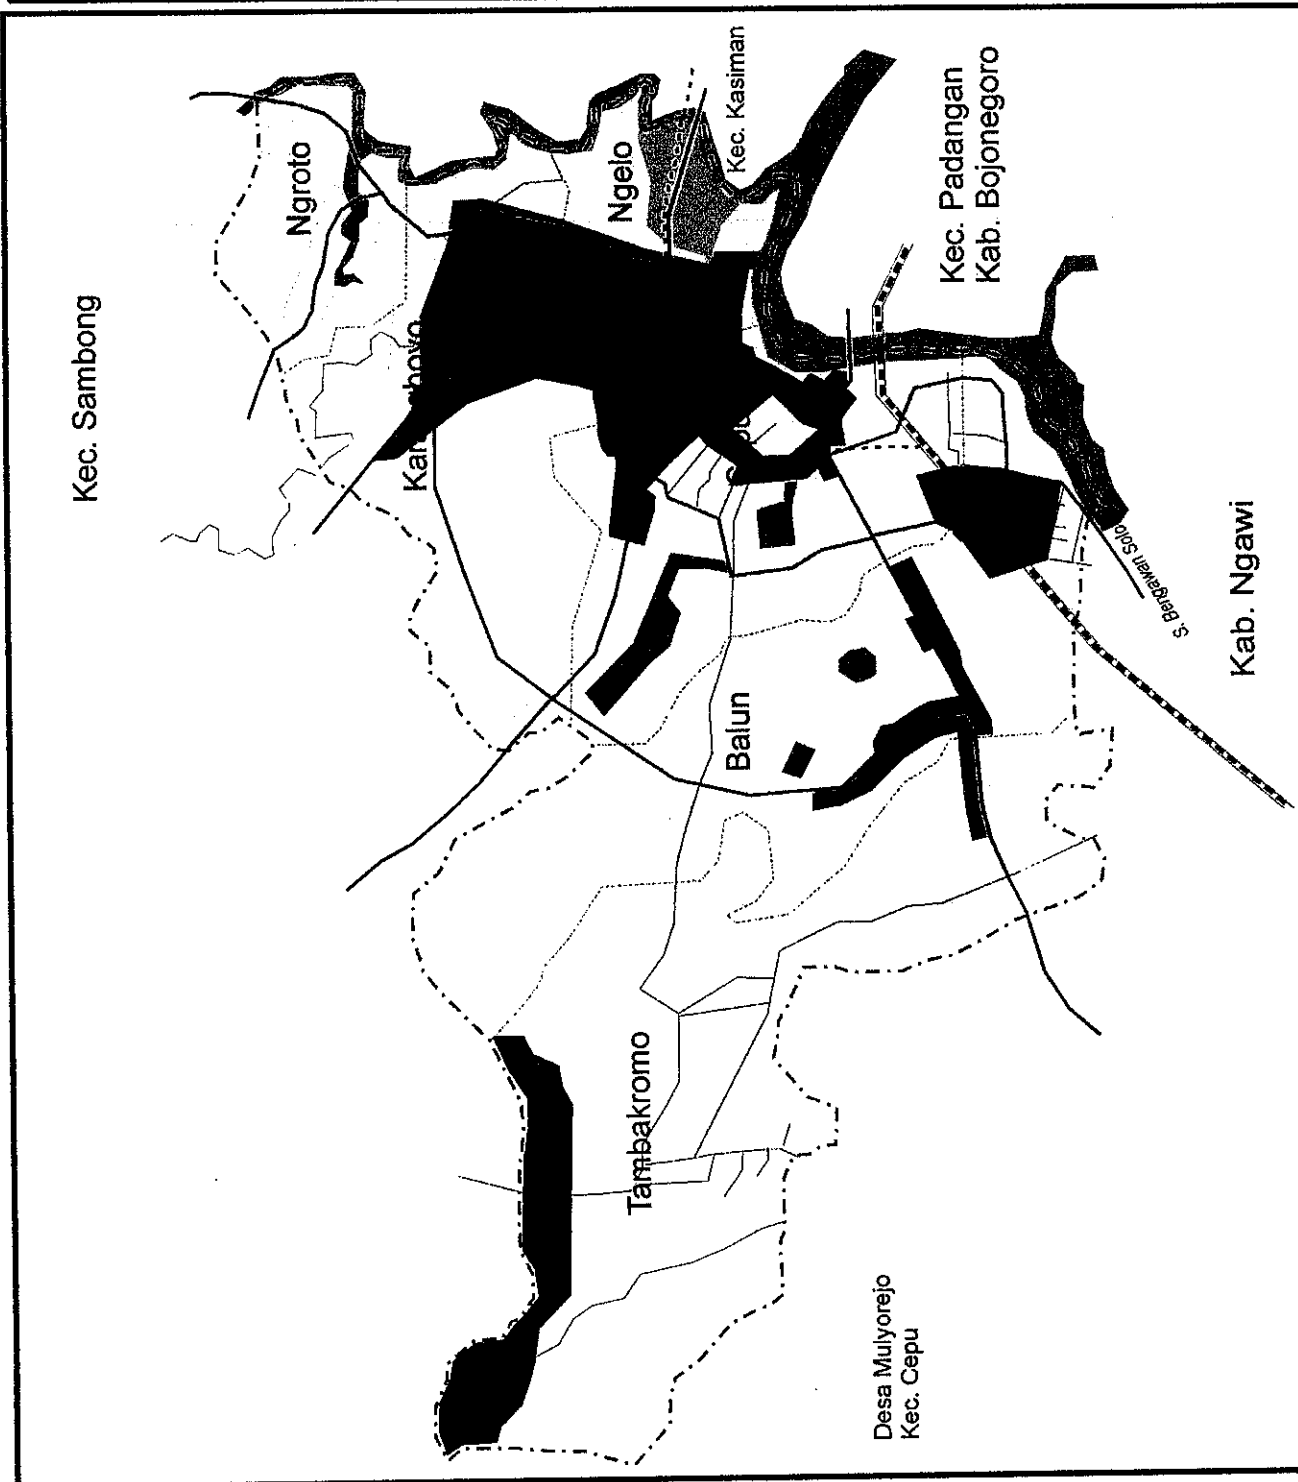 Kec. Sambong
Ngroto
Ngelo
Kec. Kasiman
Kec. Padangan
Kab. Bojonegoro
Balun
S. Bengawan Solo
Kab. Ngawi
Tambakromo
Desa Mulyorejo
Kec. Cepu